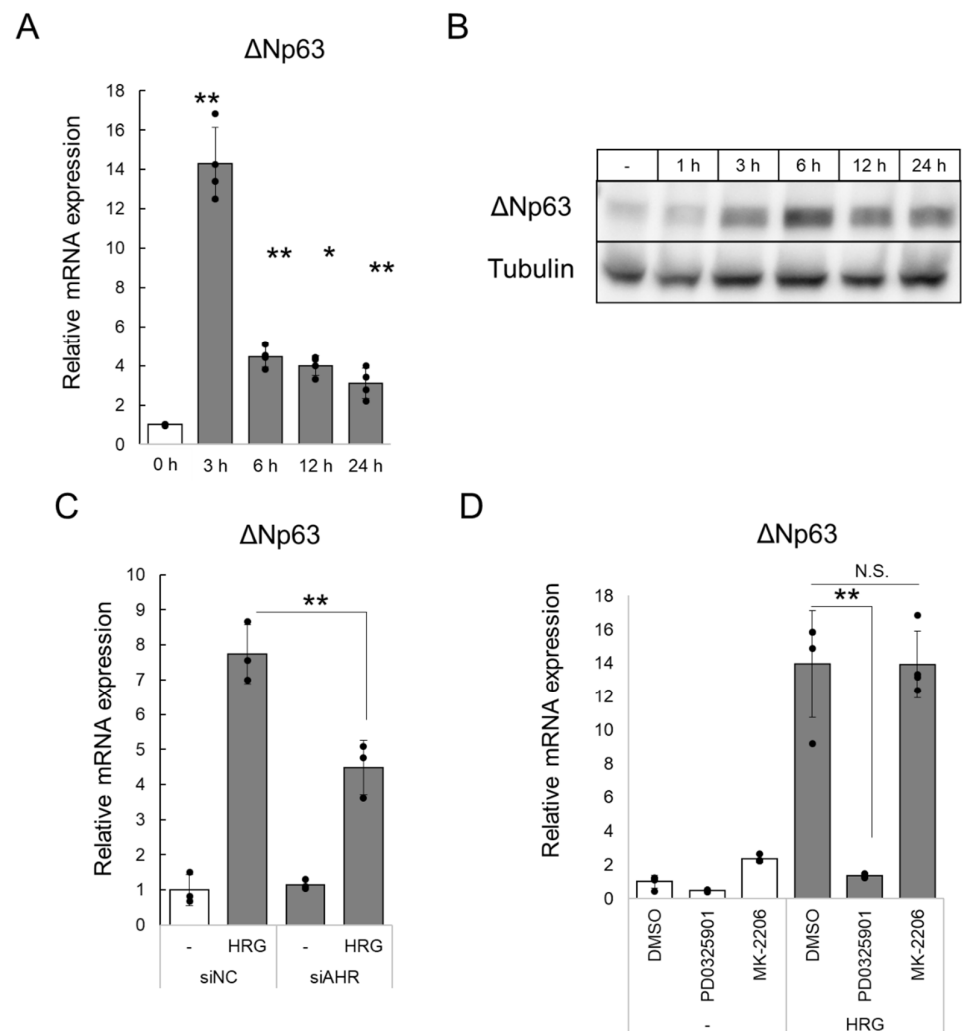 A
ΔNp63
Relative mRNA expression
18
16
14
12
10
8
6
4
2
0
**
**
*
**
0 h 3 h 6 h 12 h 24 h
B
- 1 h 3 h 6 h 12 h 24 h
ΔNp63
Tubulin
C
ΔNp63
Relative mRNA expression
10
9
8
7
6
5
4
3
2
1
0
**
- HRG - HRG
siNC siAHR
D
ΔNp63
Relative mRNA expression
18
16
14
12
10
8
6
4
2
0
N.S.
**
DMSO
PD0325901
MK-2206
DMSO
PD0325901
MK-2206
- HRG